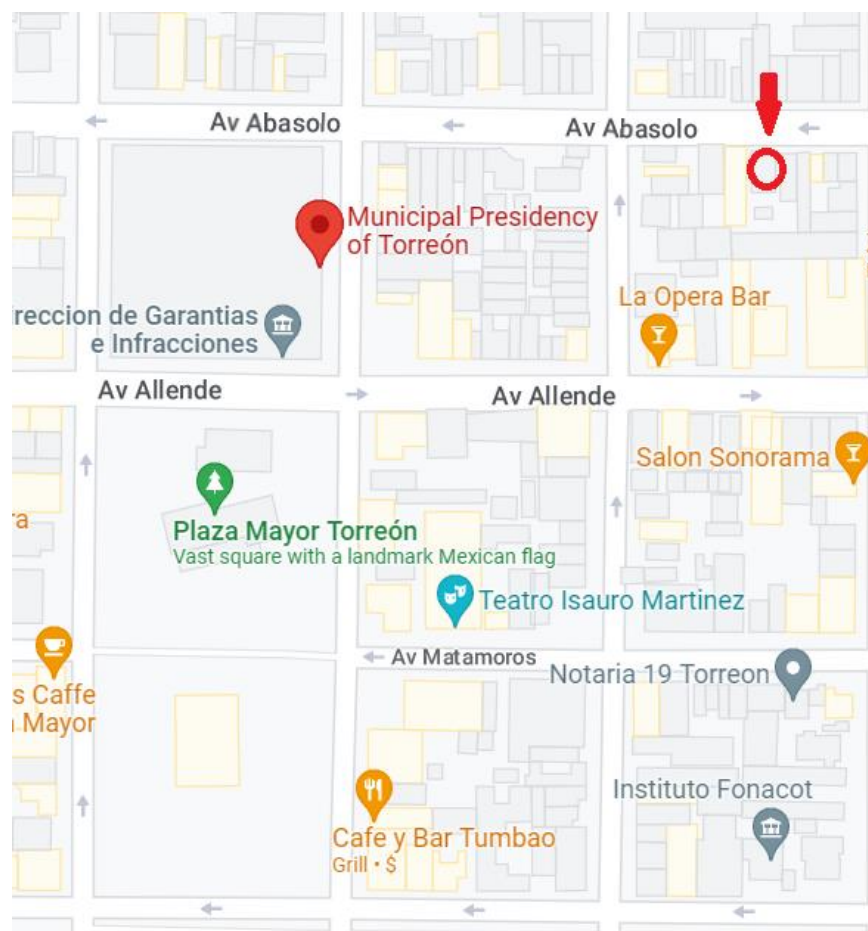 Av Abasolo
Av Abasolo
Municipal Presidency
of Torreón
La Opera Bar
reccion de Garantias
e Infracciones
Av Allende
Av Allende
Salon Sonorama
ra
Plaza Mayor Torreón
Vast square with a landmark Mexican flag
Teatro Isauro Martinez
Av Matamoros
Notaria 19 Torreon
s Caffe
Mayor
Instituto Fonacot
Cafe y Bar Tumbao
Grill • $